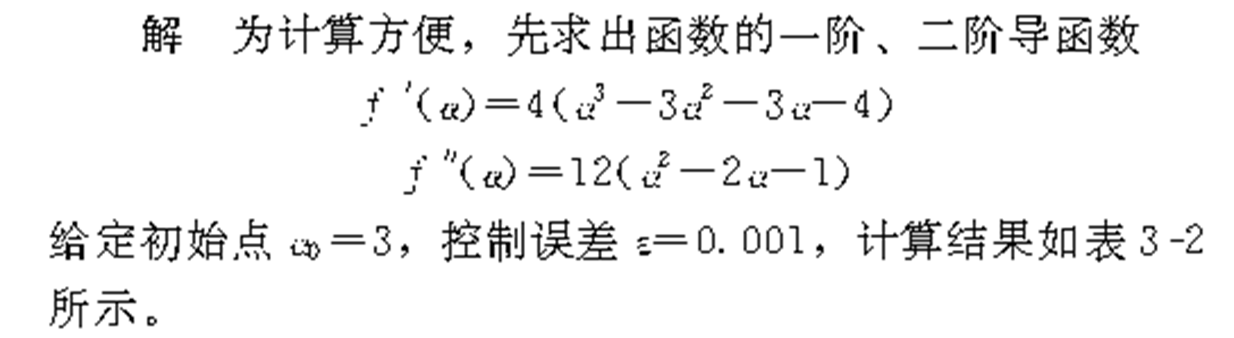 解 为计算方便，先求出函数的一阶、二阶导函数
f′(α)=4(α³−3α²−3α−4)
f″(α)=12(α²−2α−1)
给定初始点 α₀=3，控制误差 ε=0.001，计算结果如表 3-2
所示。